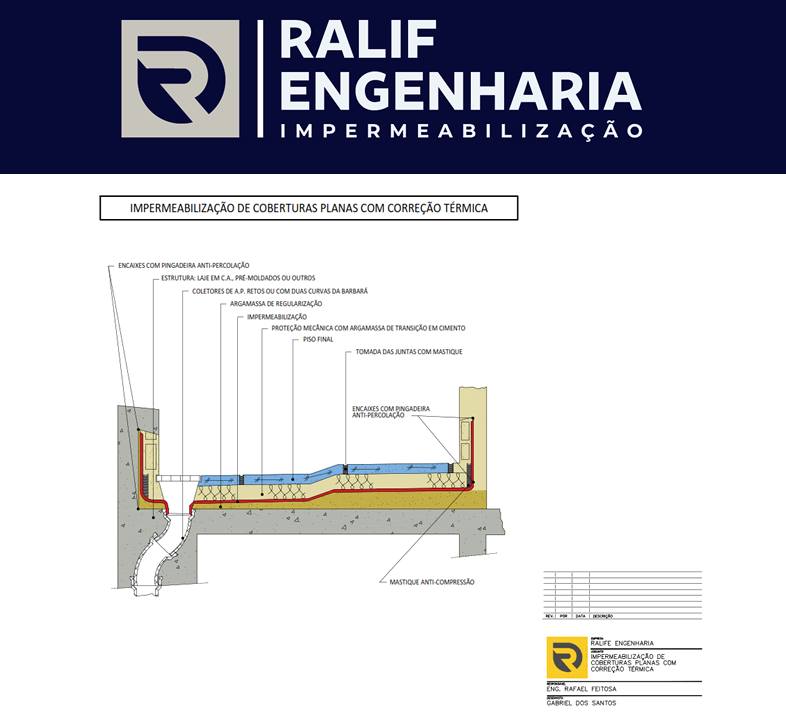 RALIF
ENGENHARIA
IMPERMEABILIZAÇÃO
IMPERMEABILIZAÇÃO DE COBERTURAS PLANAS COM CORREÇÃO TÉRMICA
ENCAIXES COM PINGADEIRA ANTI-PERCOLAÇÃO
ESTRUTURA: LAJE EM C.A., PRÉ-MOLDADOS OU OUTROS
COLETORES DE A.P. RETOS OU COM DUAS CURVAS DA BARBARÁ
ARGAMASSA DE REGULARIZAÇÃO
IMPERMEABILIZAÇÃO
PROTEÇÃO MECÂNICA COM ARGAMASSA DE TRANSIÇÃO EM CIMENTO
PISO FINAL
TOMADA DAS JUNTAS COM MASTIQUE
ENCAIXES COM PINGADEIRA
ANTI-PERCOLAÇÃO
MASTIQUE ANTI-COMPRESSÃO
REV. POR DATA DESCRIÇÃO
EMPRESA:
RALIFE ENGENHARIA
ASSUNTO:
IMPERMEABILIZAÇÃO DE
COBERTURAS PLANAS COM
CORREÇÃO TÉRMICA
RESPONSÁVEL
ENG. RAFAEL FEITOSA
DESENHISTA
GABRIEL DOS SANTOS